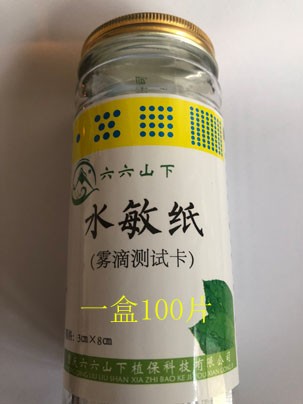 六六山下
水敏纸
(雾滴测试卡)
一盒100片
3cm×8cm
六六山下植保科技有限公司